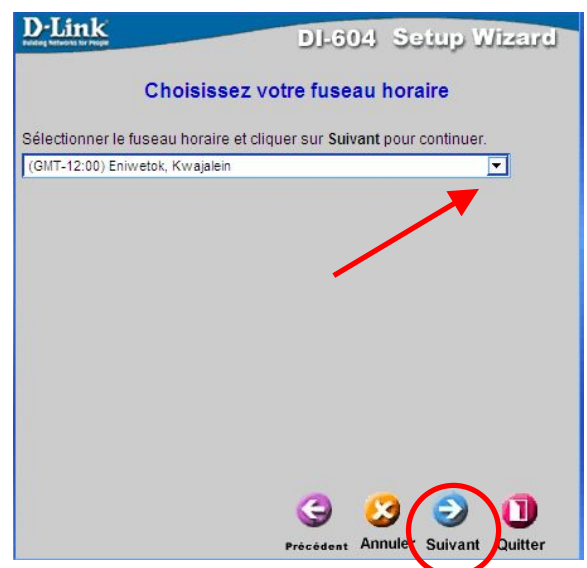 D-Link
Building Networks for People
DI-604 Setup Wizard
Choisissez votre fuseau horaire
Sélectionner le fuseau horaire et cliquer sur Suivant pour continuer.
(GMT-12:00) Eniwetok, Kwajalein
Précédent Annuler Suivant Quitter